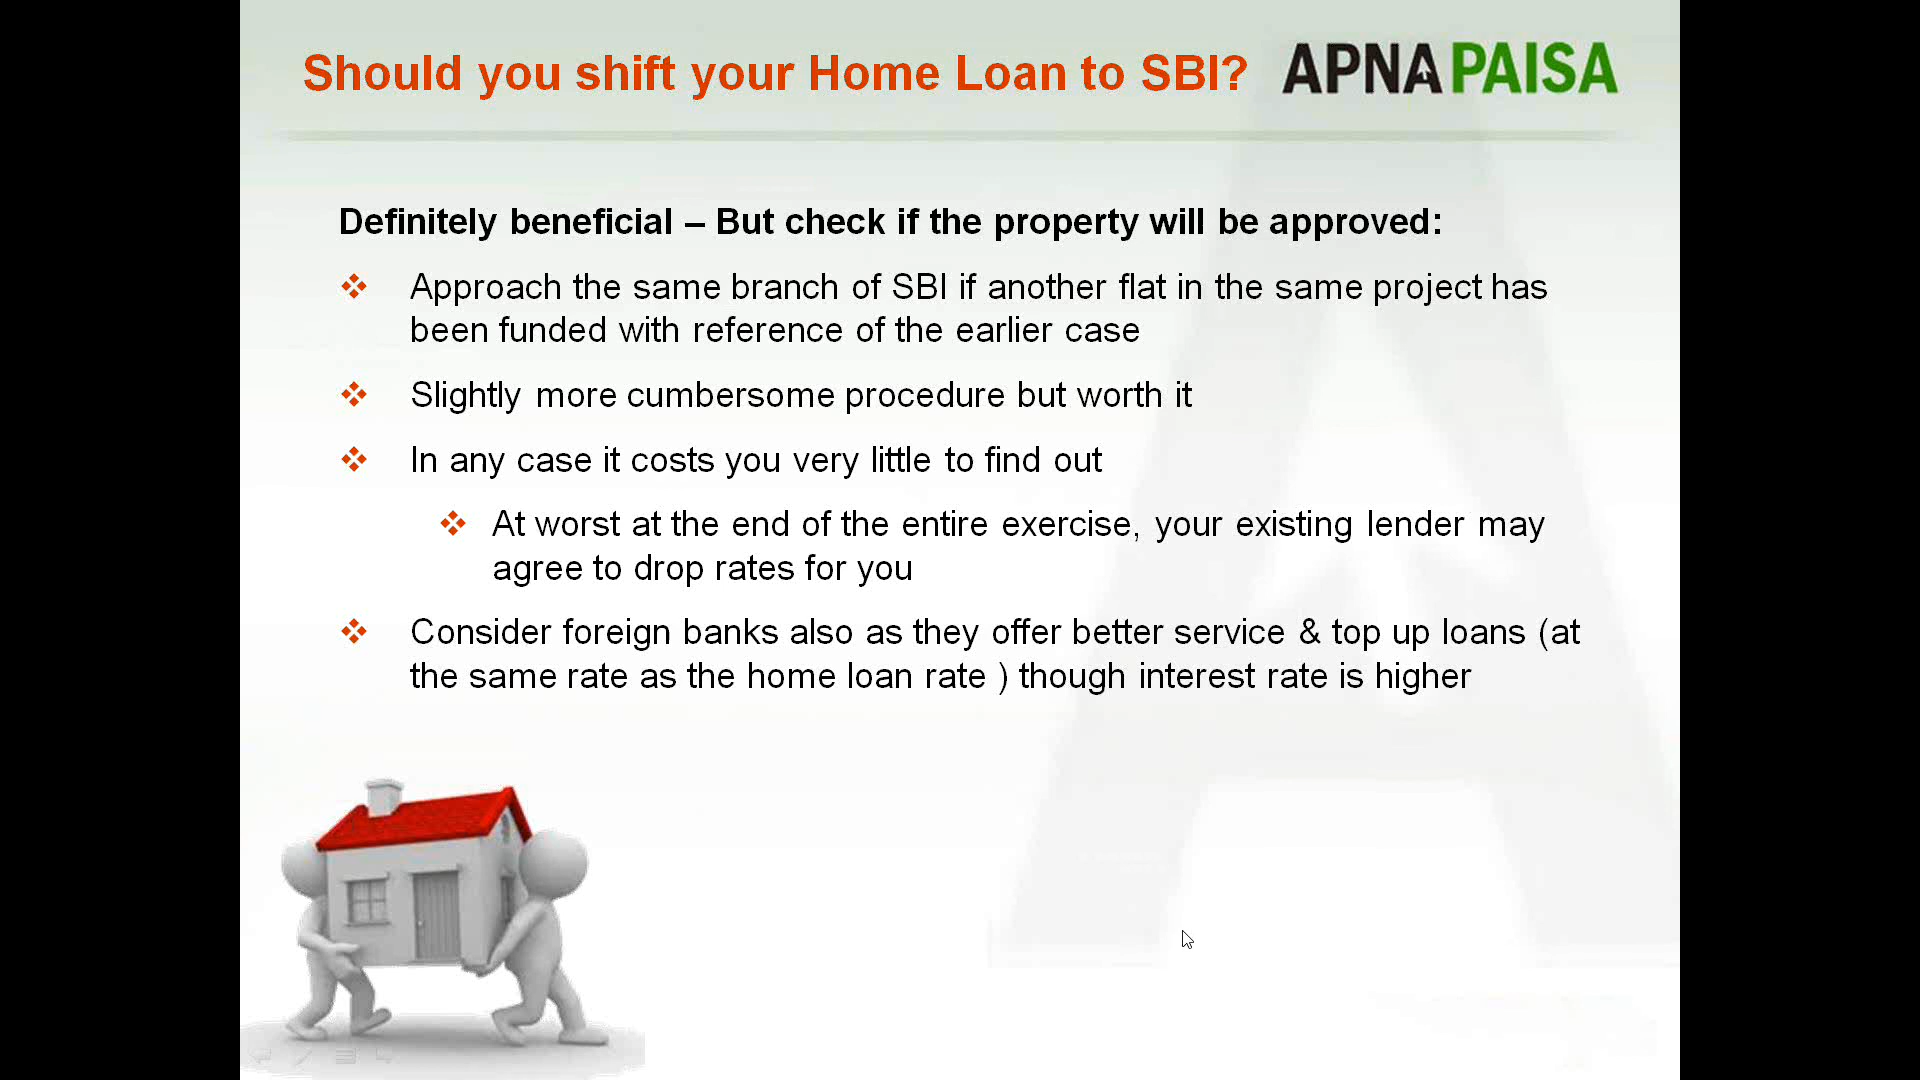 Should you shift your Home Loan to SBI?
APNAPAISA
Definitely beneficial – But check if the property will be approved:
Approach the same branch of SBI if another flat in the same project has
been funded with reference of the earlier case
Slightly more cumbersome procedure but worth it
In any case it costs you very little to find out
At worst at the end of the entire exercise, your existing lender may
agree to drop rates for you
Consider foreign banks also as they offer better service & top up loans (at
the same rate as the home loan rate ) though interest rate is higher